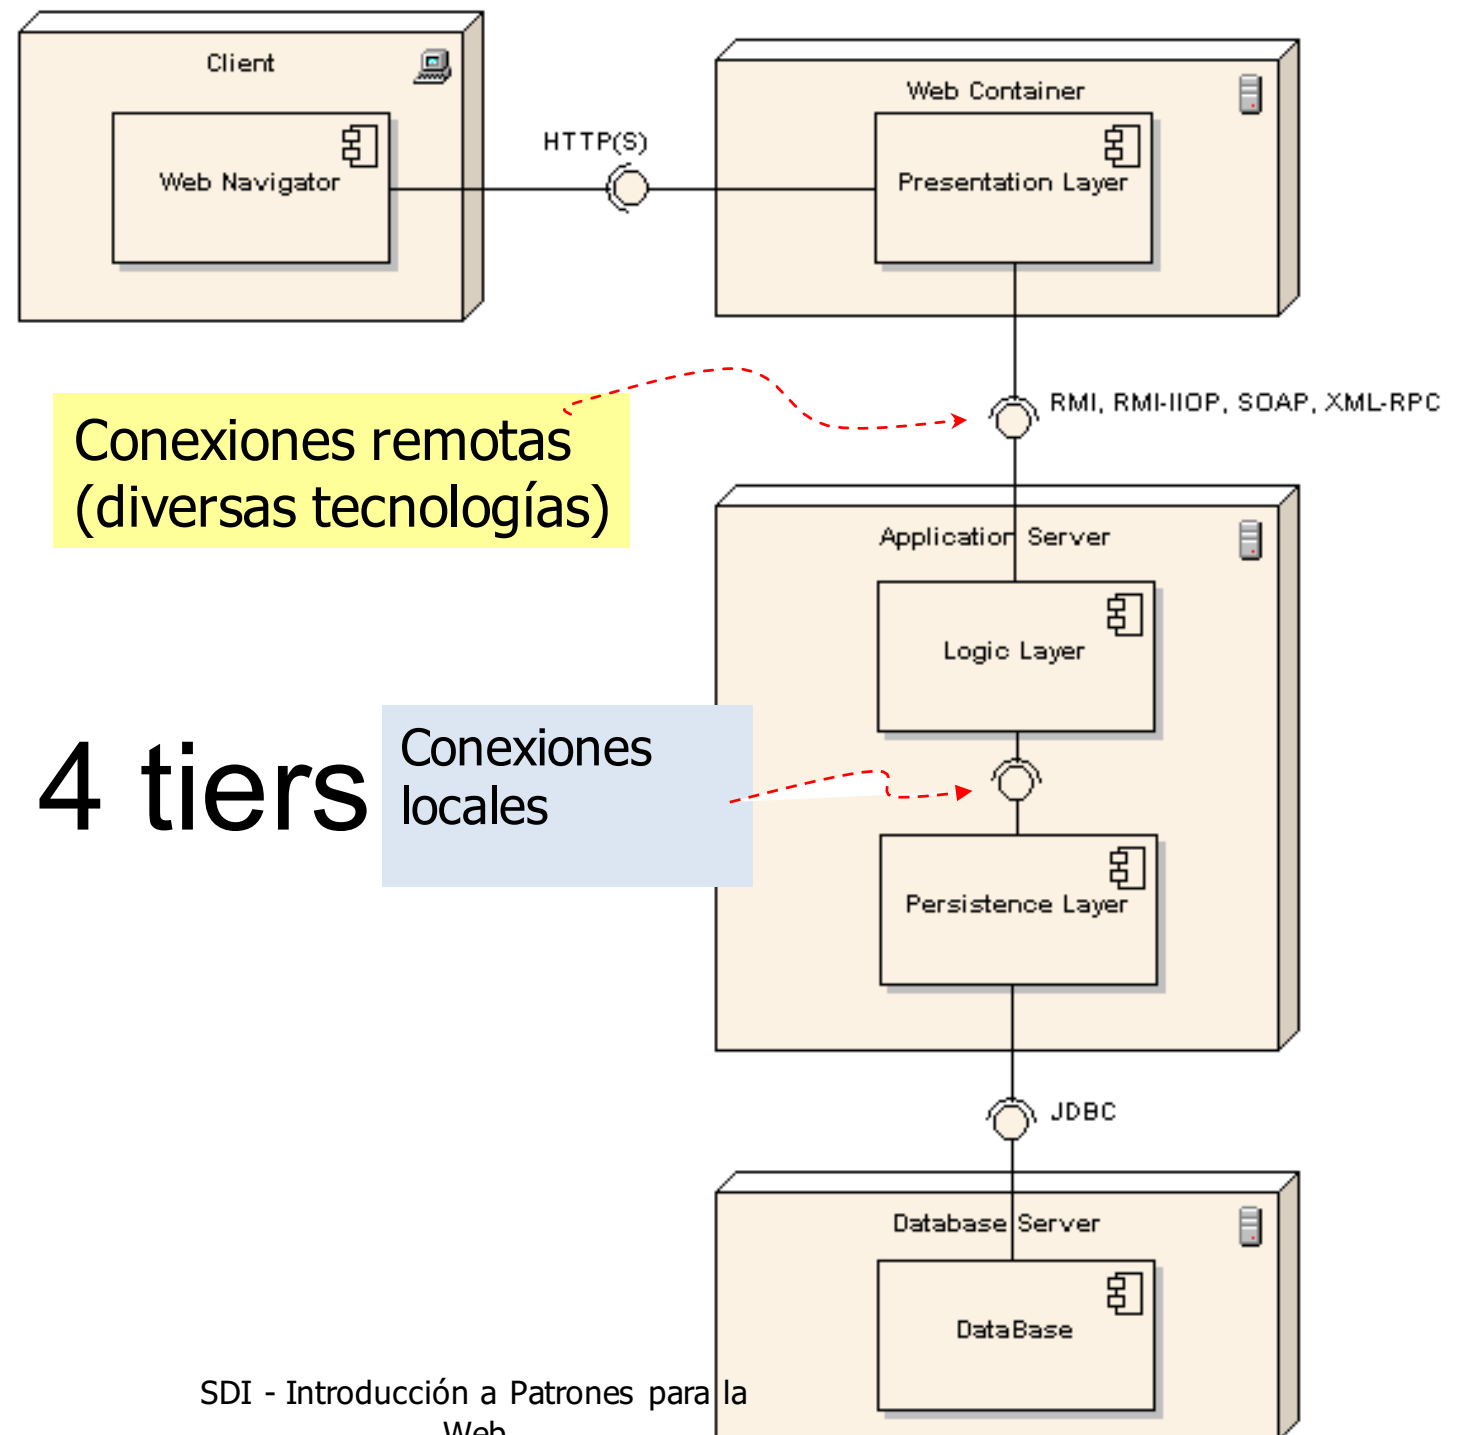 Client
Web Navigator
HTTP(S)
Web Container
Presentation Layer
RMI, RMI-IIOP, SOAP, XML-RPC
Conexiones remotas
(diversas tecnologías)
Application Server
Logic Layer
4 tiers
Conexiones
locales
Persistence Layer
JDBC
Database Server
DataBase
SDI - Introducción a Patrones para la
Web